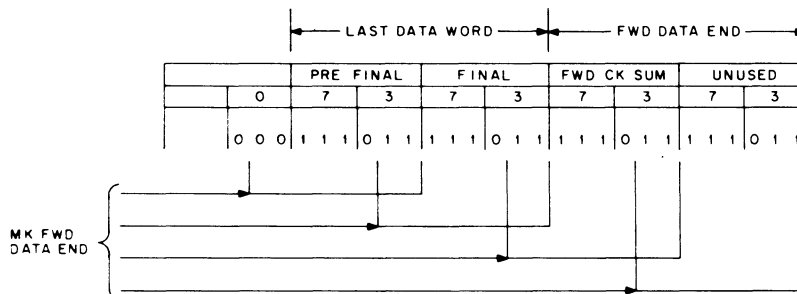 LAST DATA WORD FWD DATA END
PRE FINAL FINAL FWD CK SUM UNUSED
0 7 3 7 3 7 3 7 3
0 0 0 1 1 1 0 1 1 1 1 1 0 1 1 1 1 1 0 1 1 1 1 1 0 1 1
MK FWD
DATA END